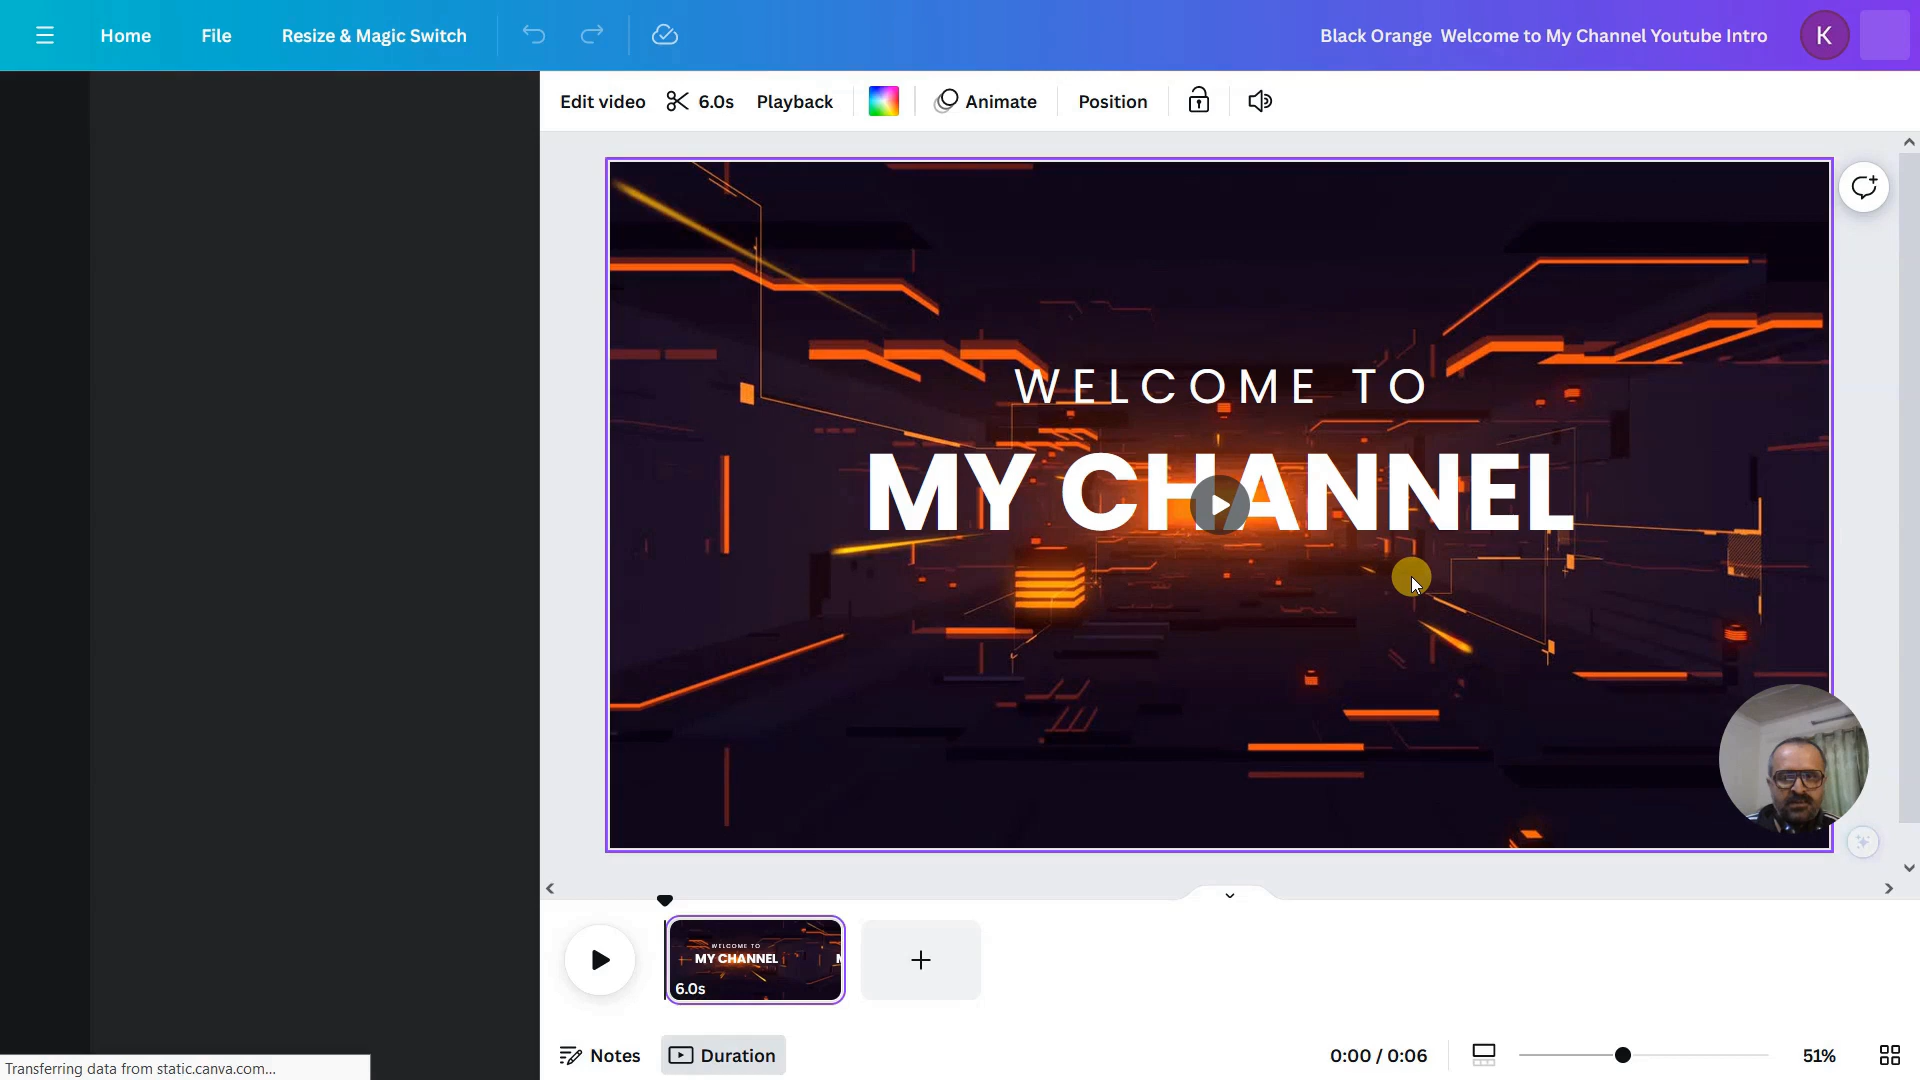 Home
File
Resize & Magic Switch
Black Orange Welcome to My Channel Youtube Intro
K
Edit video
6.0s
Playback
Animate
Position
WELCOME TO
MY CHANNEL
WELCOME TO
MY CHANNEL
6.0s
Notes
Duration
0:00 / 0:06
51%
Transferring data from static.canva.com...